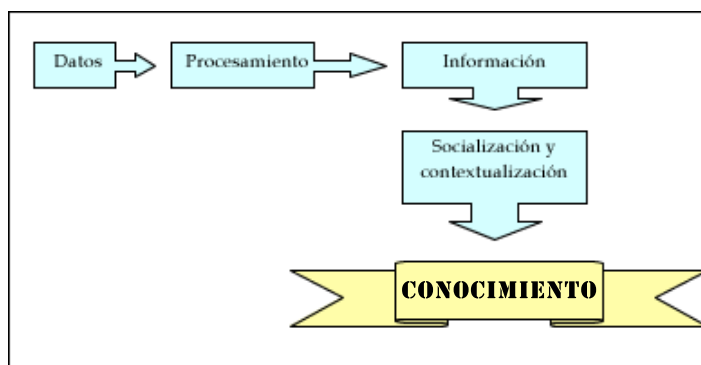 Datos
Procesamiento
Información
Socialización y
contextualización
CONOCIMIENTO